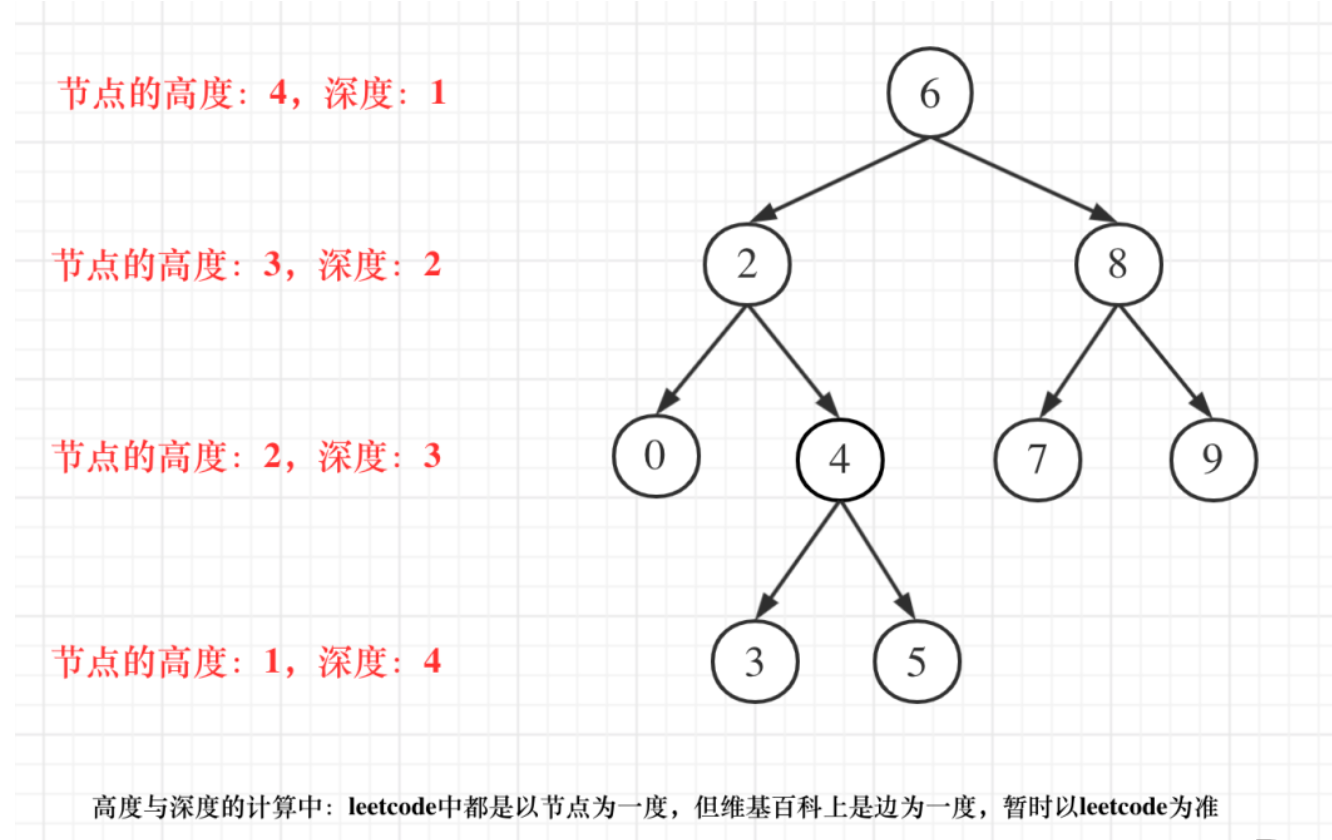 节点的高度：4，深度：1
6
节点的高度：3，深度：2
2
8
节点的高度：2，深度：3
0
4
7
9
节点的高度：1，深度：4
3
5
高度与深度的计算中：leetcode中都是以节点为一度，但维基百科上是边为一度，暂时以leetcode为准